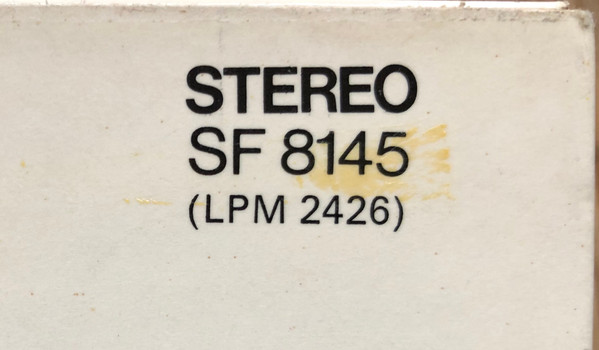 STEREO
SF 8145
(LPM 2426)